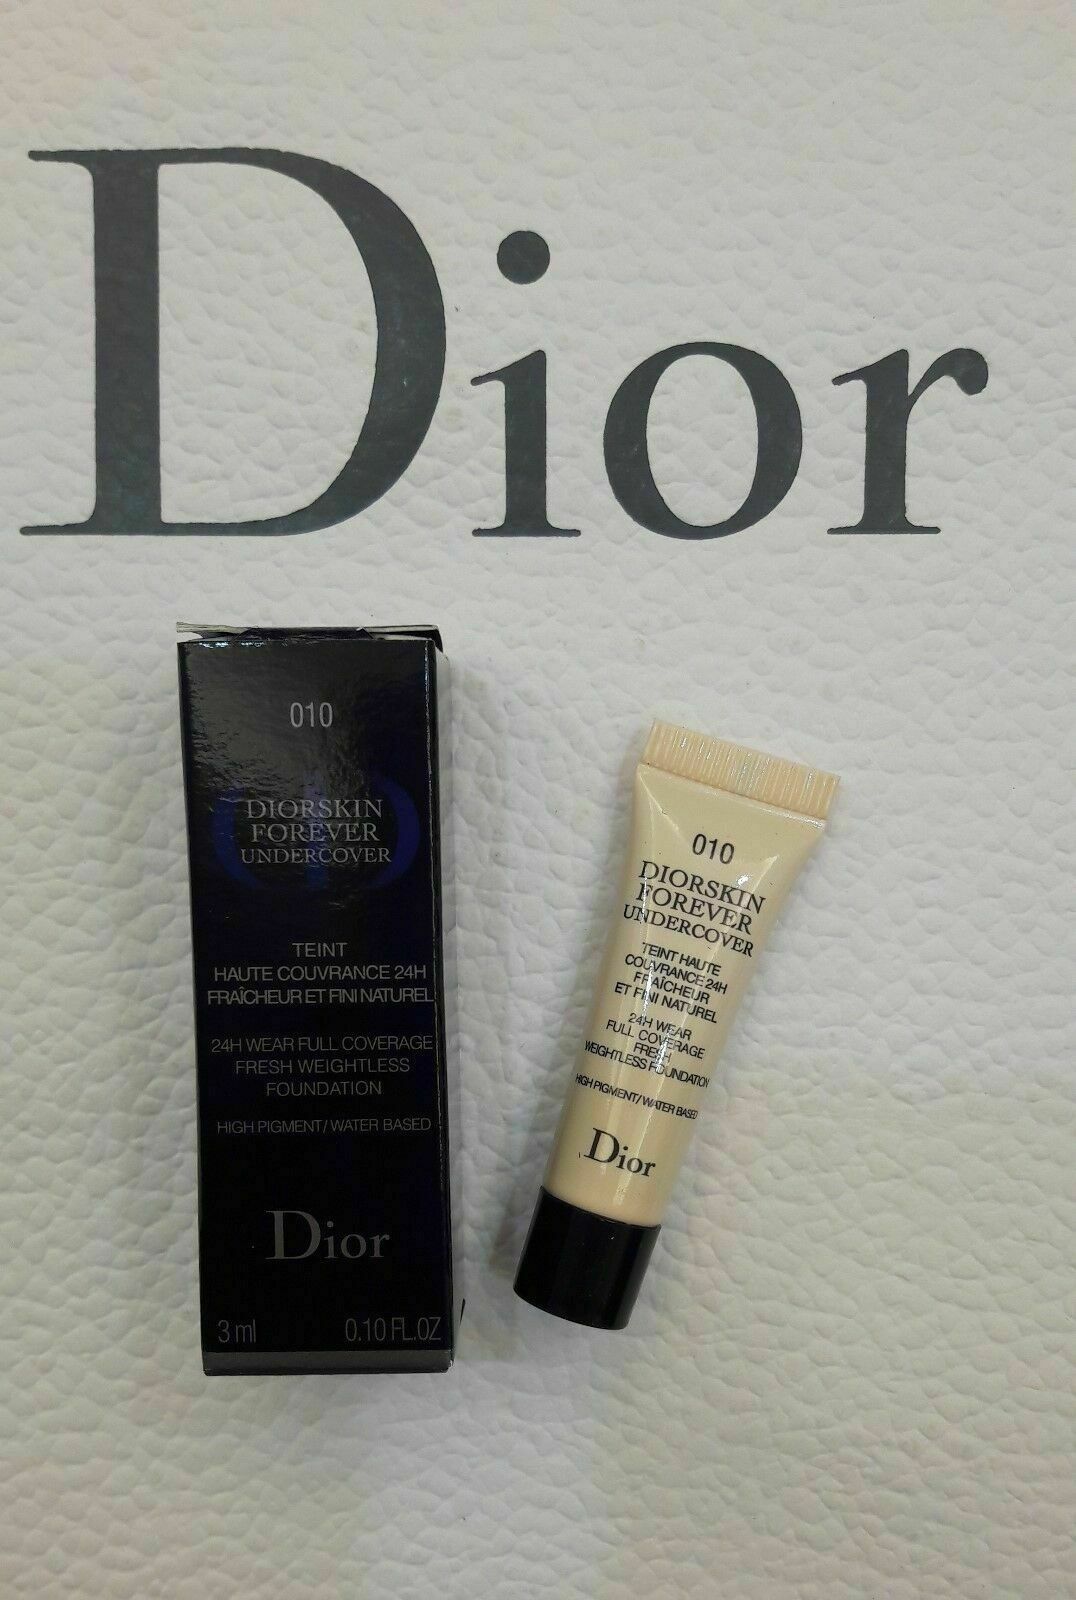 Dior
010
DIORSKIN
FOREVER
UNDERCOVER
TEINT
HAUTE COUVRANCE 24H
FRAÎCHEUR ET FINI NATUREL
24H WEAR FULL COVERAGE
FRESH WEIGHTLESS
FOUNDATION
HIGH PIGMENT/WATER BASED
Dior
3 ml 0.10 FL.OZ
010
DIORSKIN
FOREVER
UNDERCOVER
TEINT HAUTE
COUVRANCE 24H
FRAÎCHEUR
ET FINI NATUREL
24H WEAR
FULL COVERAGE
FRESH
WEIGHTLESS FOUNDATION
HIGH PIGMENT/WATER BASED
Dior